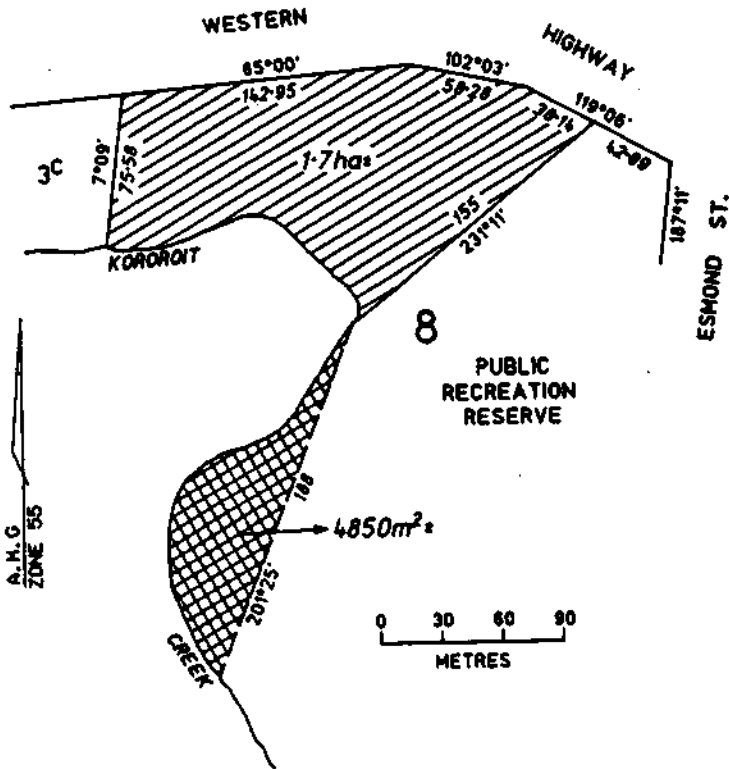 WESTERN
HIGHWAY
85°00'
142·95
102°03'
58·28
119°06'
38·14
42·89
3C
7°09'
75·58
1·7ha±
155
231°11'
187°11'
ESMOND ST.
KOROROIT
8
PUBLIC
RECREATION
RESERVE
188
201°25'
4850m²±
A.M.G
ZONE 55
CREEK
0 30 60 90
METRES